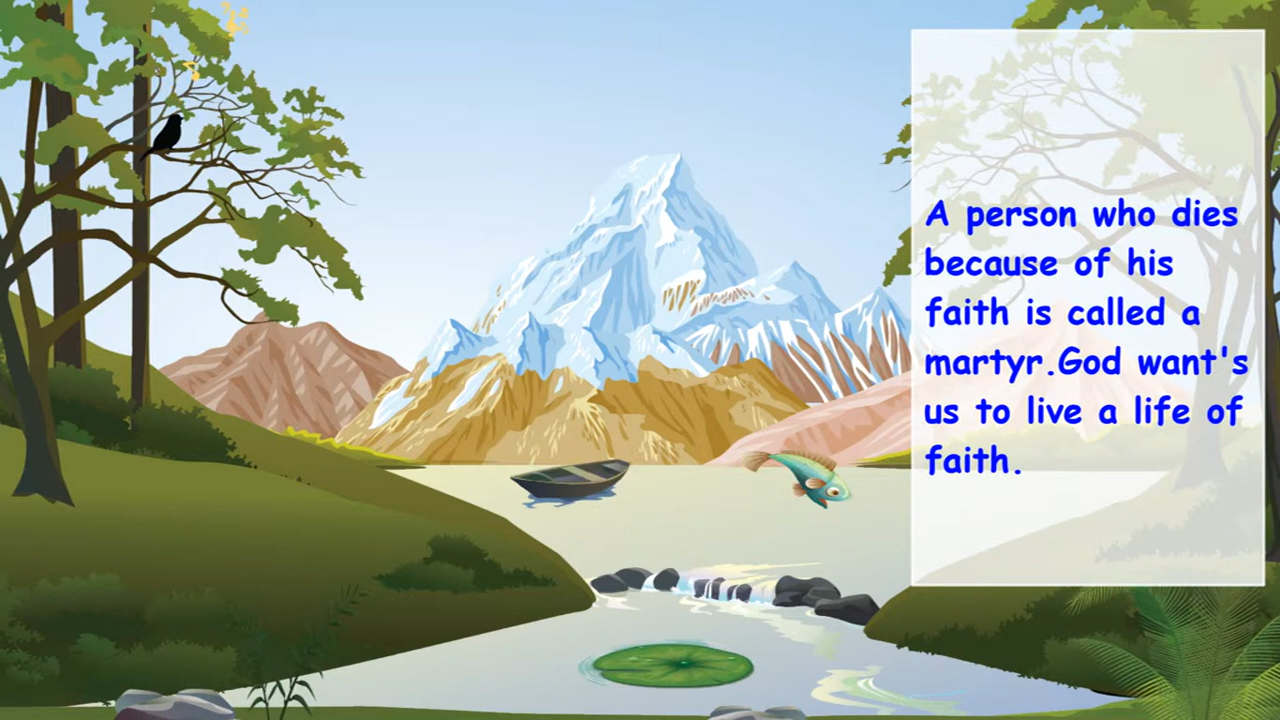 A person who dies
because of his
faith is called a
martyr.God want's
us to live a life of
faith.